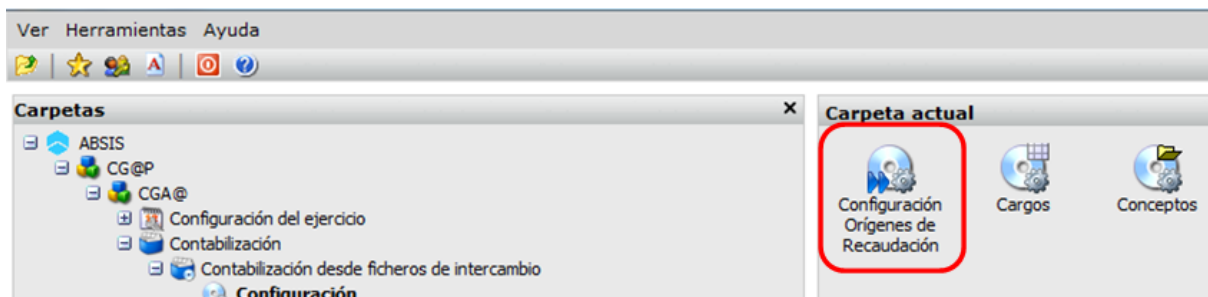 Ver Herramientas Ayuda
Carpetas
ABSIS
CG@P
CGA@
Configuración del ejercicio
Contabilización
Contabilización desde ficheros de intercambio
Configuración
Carpeta actual
Configuración
Orígenes de
Recaudación
Cargos
Conceptos